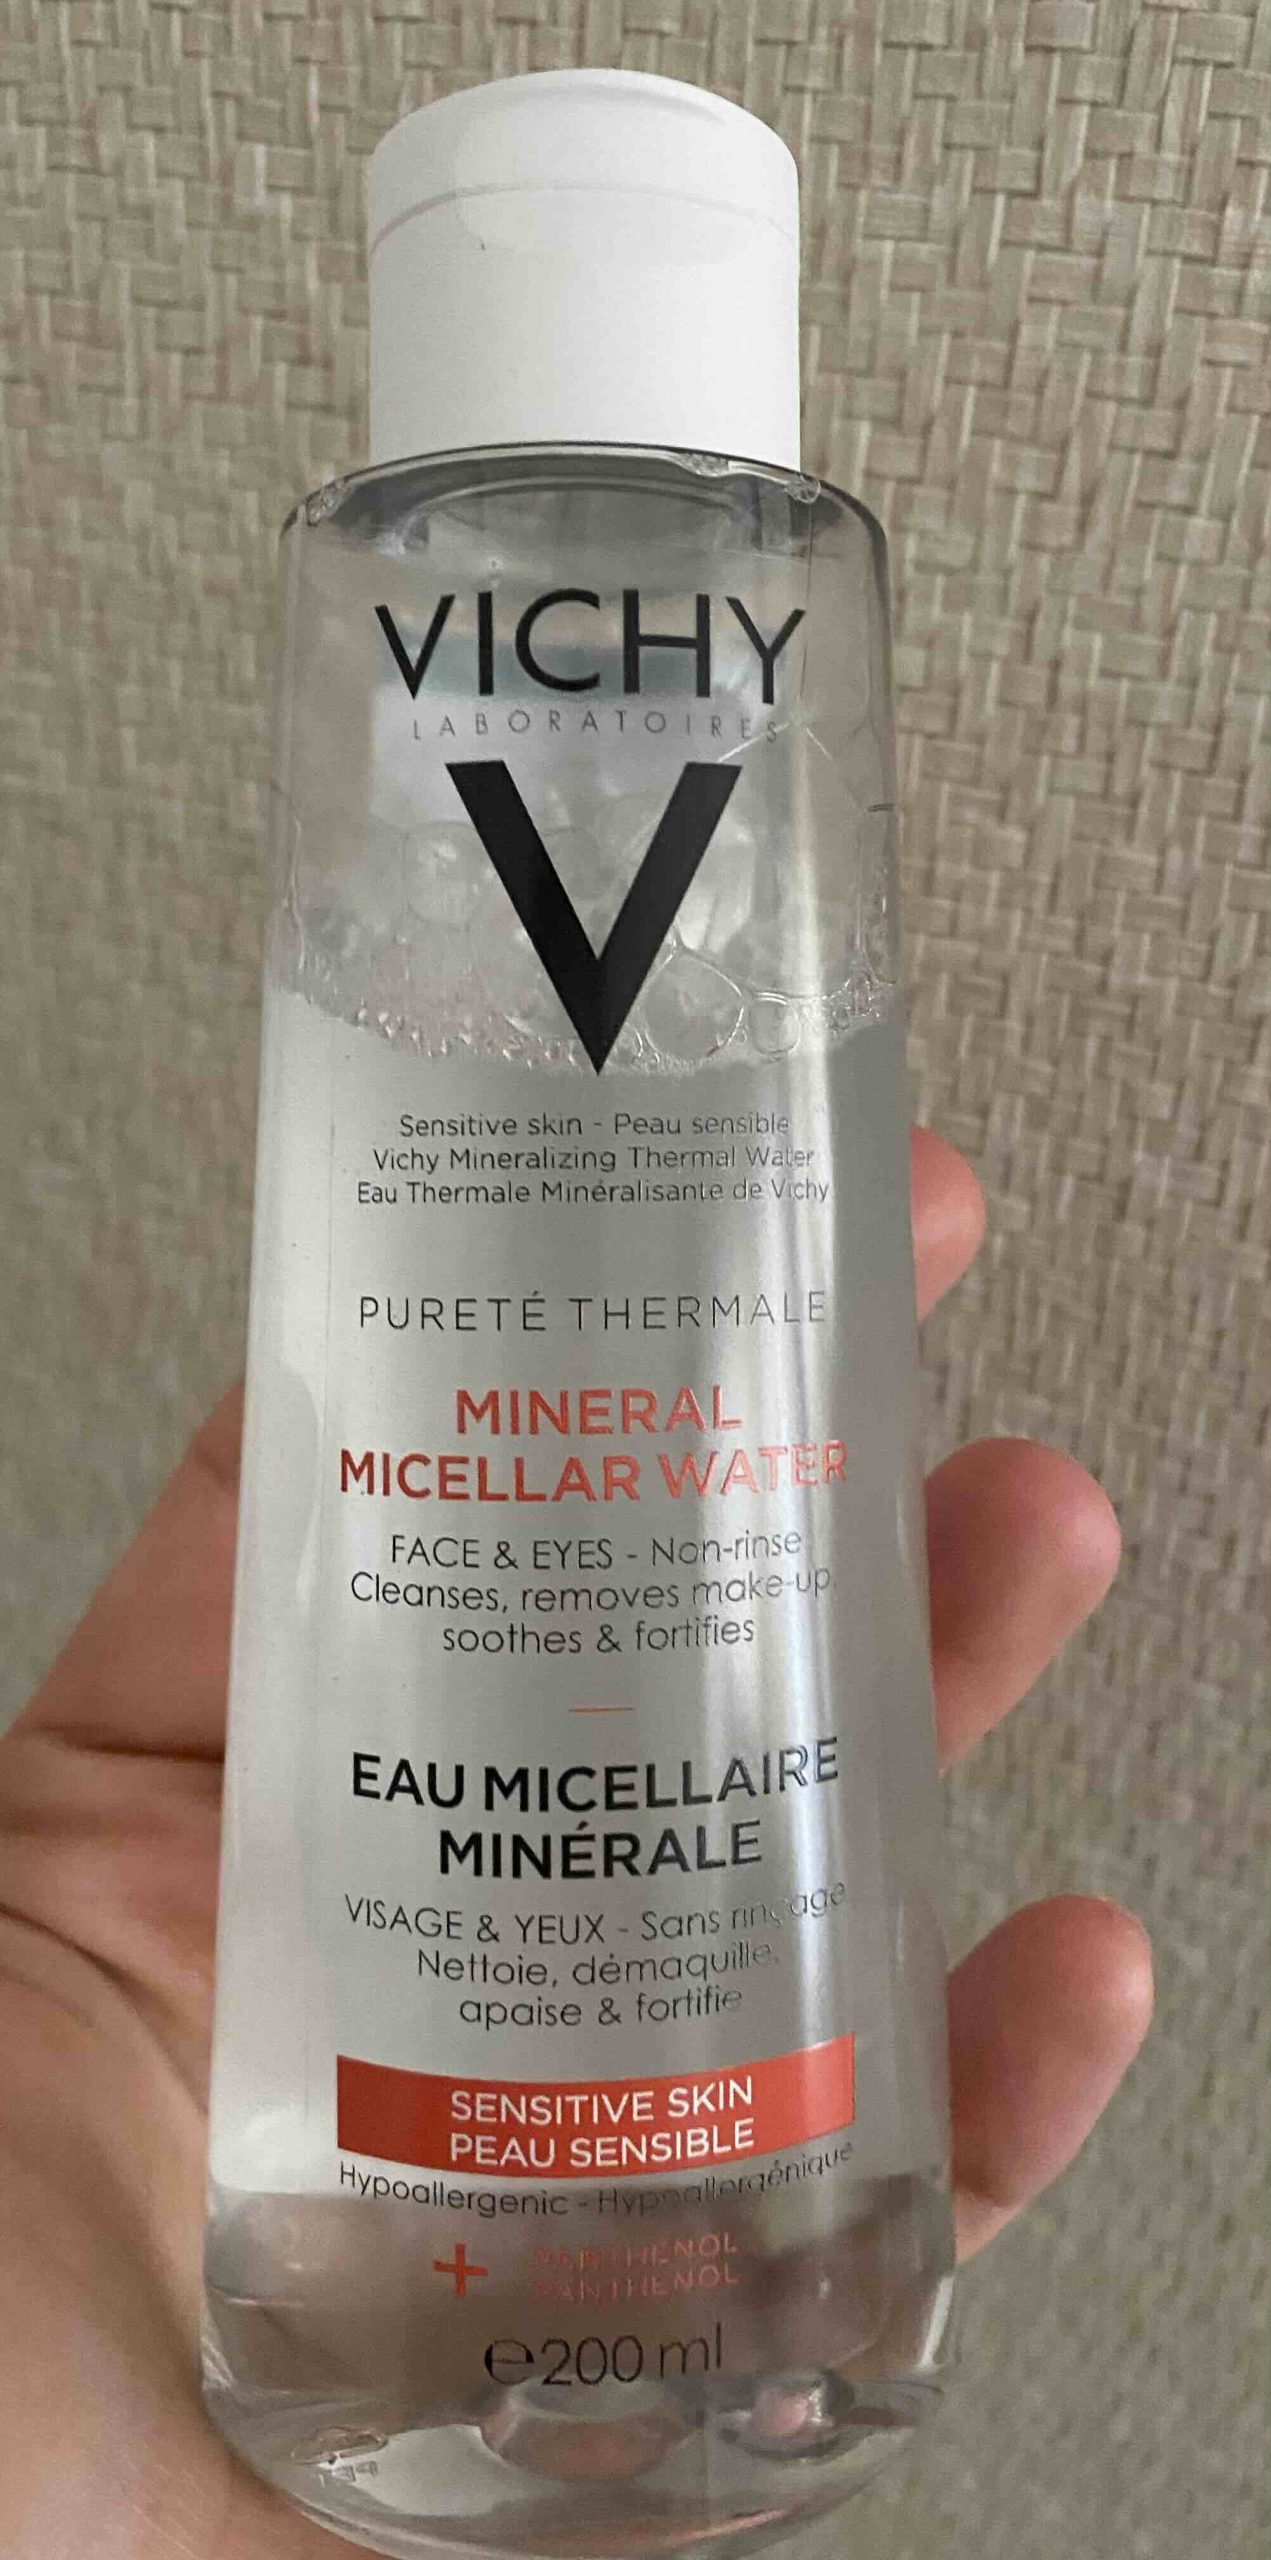 VICHY
LABORATOIRES
V
Sensitive skin - Peau sensible
Vichy Mineralizing Thermal Water
Eau Thermale Minéralisante de Vichy
PURETÉ THERMALE
MINERAL
MICELLAR WATER
FACE & EYES - Non-rinse
Cleanses, removes make-up,
soothes & fortifies
EAU MICELLAIRE
MINÉRALE
VISAGE & YEUX - Sans rinçage
Nettoie, démaquille,
apaise & fortifie
SENSITIVE SKIN
PEAU SENSIBLE
Hypoallergenic - Hypoallergénique
+ PANTHENOL
PANTHENOL
℮200 ml